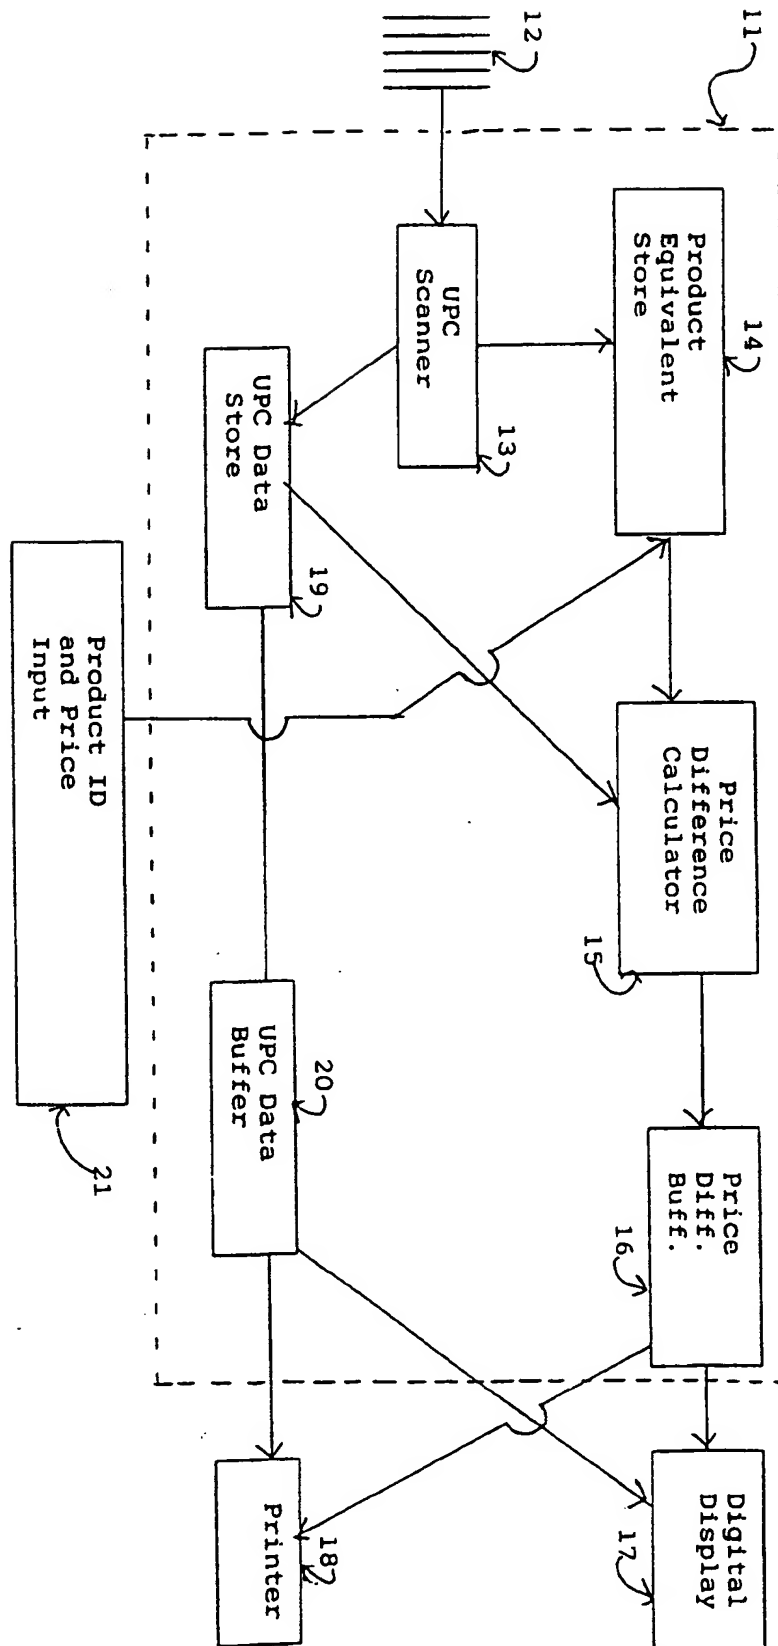 11
14
Product
Equivalent
Store
Price
Difference
Calculator
15
Price
Diff.
Buff.
16
Digital
Display
17
12
UPC
Scanner
13
UPC Data
Store
19
20
UPC Data
Buffer
18
Printer
Product ID
and Price
Input
21